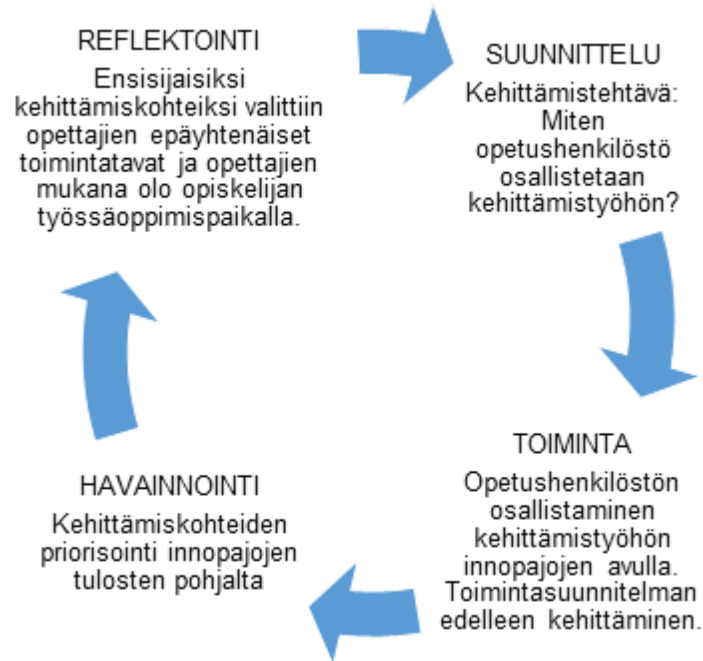 REFLEKTOINTI
Ensisijaisiksi
kehittämiskohteiksi valittiin
opettajien epäyhtenäiset
toimintatavat ja opettajien
mukana olo opiskelijan
työssäoppimispaikalla.
SUUNNITTELU
Kehittämistehtävä:
Miten
opetushenkilöstö
osallistetaan
kehittämistyöhön?
TOIMINTA
Opetushenkilöstön
osallistaminen
kehittämistyöhön
innopajojen avulla.
Toimintasuunnitelman
edelleen kehittäminen.
HAVAINNOINTI
Kehittämiskohteiden
priorisointi innopajojen
tulosten pohjalta